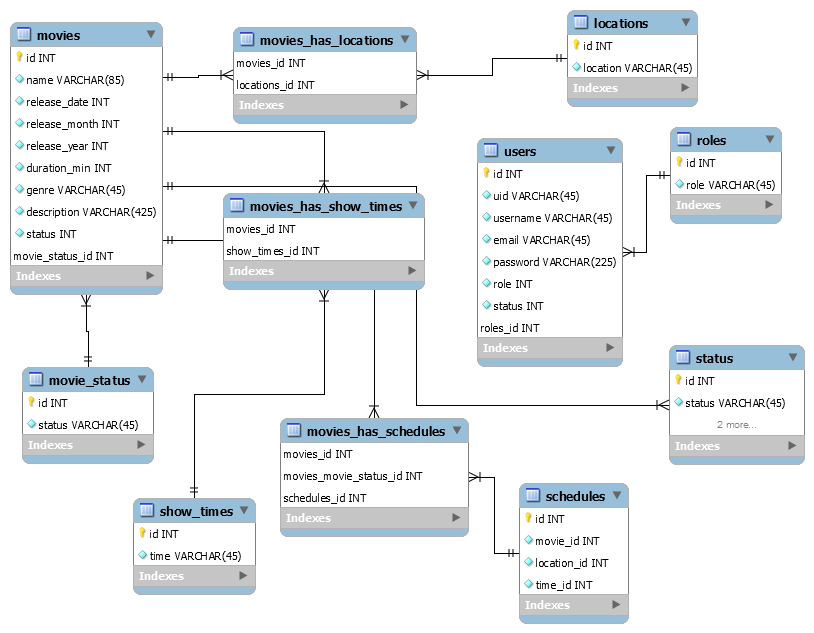 movies
id INT
name VARCHAR(85)
release_date INT
release_month INT
release_year INT
duration_min INT
genre VARCHAR(45)
description VARCHAR(425)
status INT
movie_status_id INT
Indexes
movies_has_locations
movies_id INT
locations_id INT
Indexes
locations
id INT
location VARCHAR(45)
Indexes
movies_has_show_times
movies_id INT
show_times_id INT
Indexes
users
id INT
uid VARCHAR(45)
username VARCHAR(45)
email VARCHAR(45)
password VARCHAR(225)
role INT
status INT
roles_id INT
Indexes
roles
id INT
role VARCHAR(45)
Indexes
movie_status
id INT
status VARCHAR(45)
Indexes
status
id INT
status VARCHAR(45)
2 more...
Indexes
movies_has_schedules
movies_id INT
movies_movie_status_id INT
schedules_id INT
Indexes
show_times
id INT
time VARCHAR(45)
Indexes
schedules
id INT
movie_id INT
location_id INT
time_id INT
Indexes